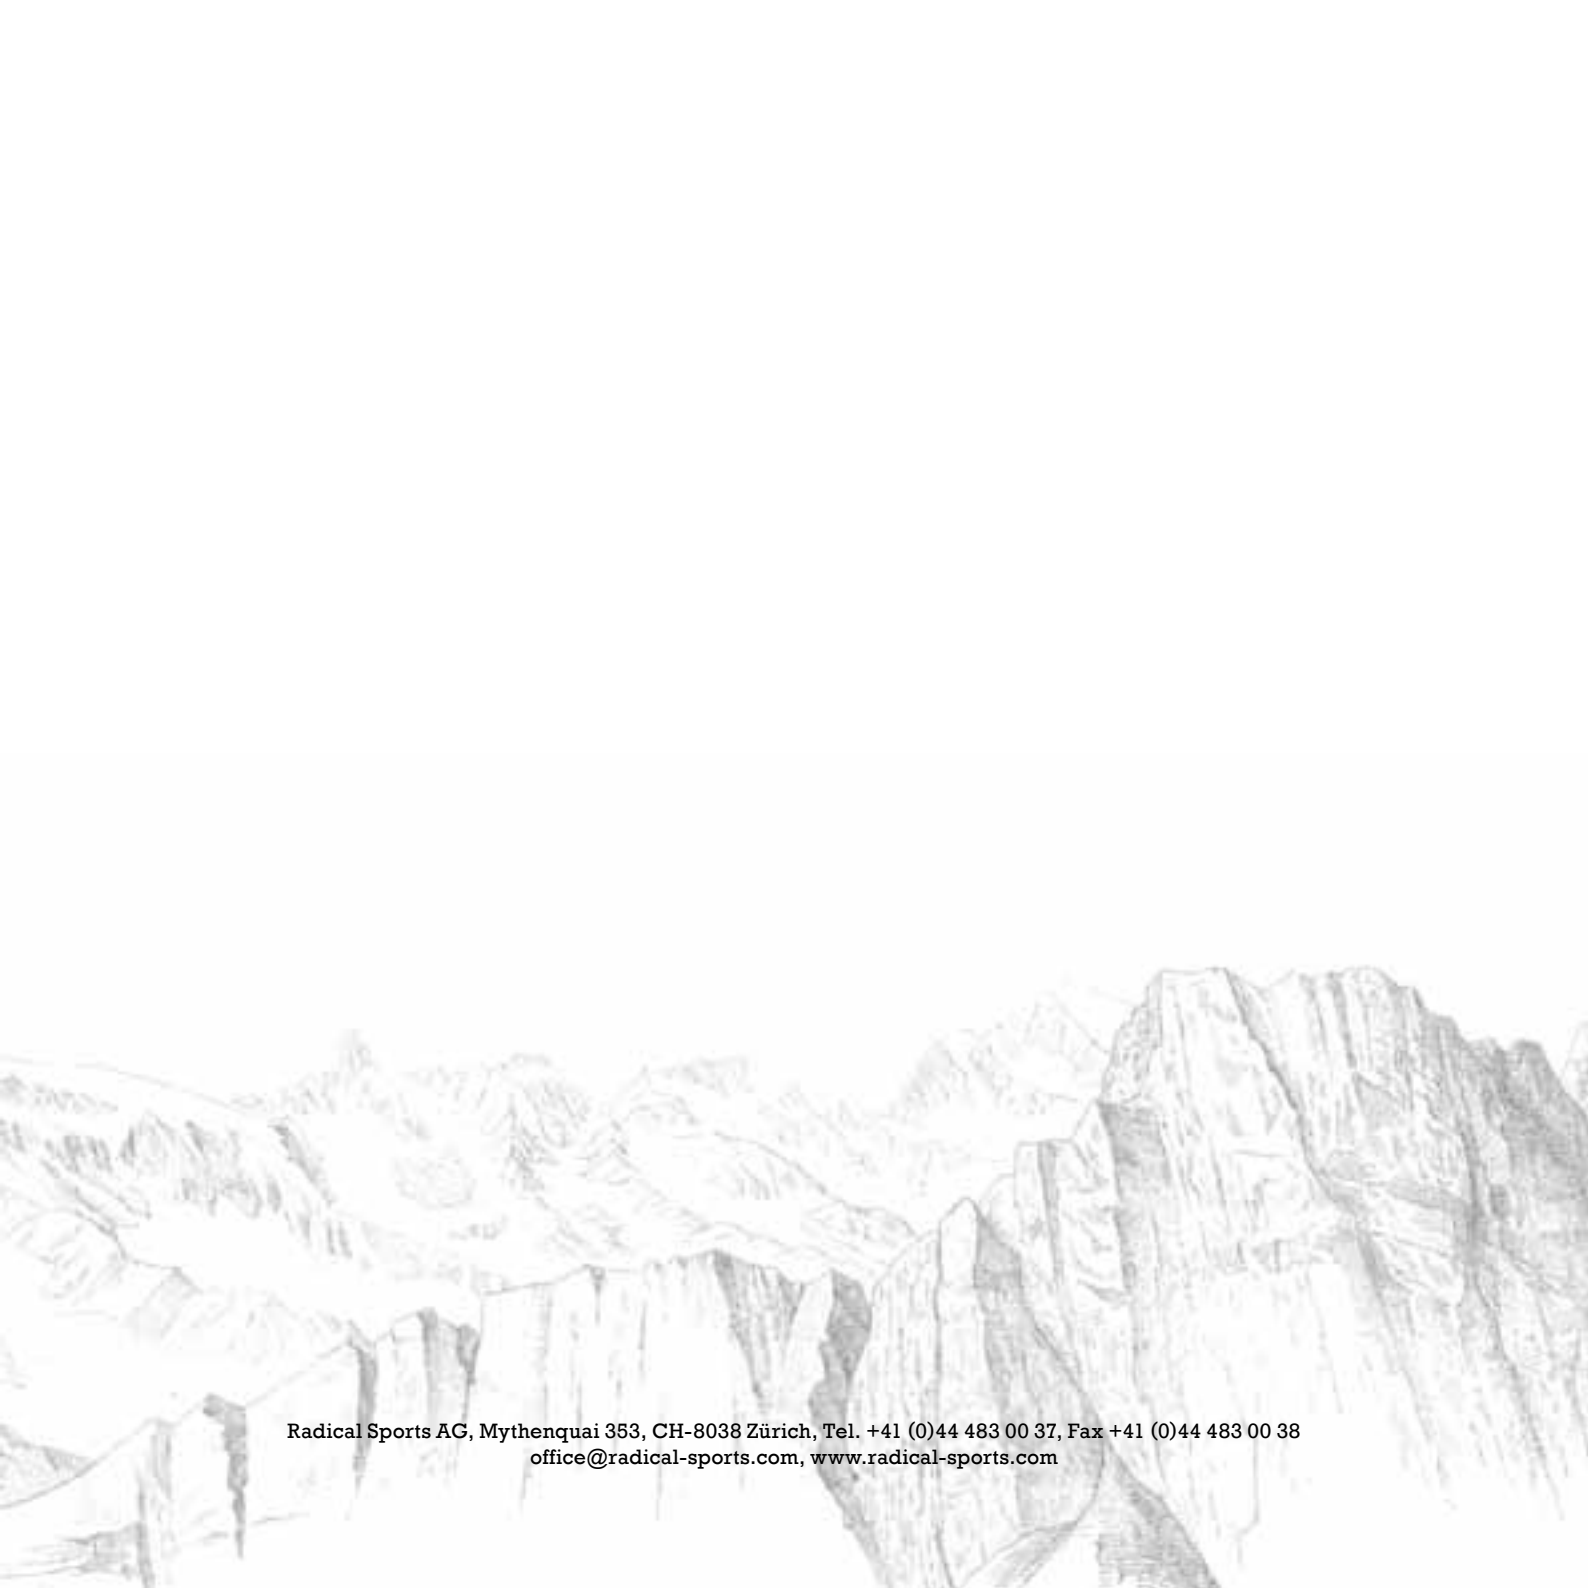 Radical Sports AG, Mythenquai 353, CH-8038 Zürich, Tel. +41 (0)44 483 00 37, Fax +41 (0)44 483 00 38
office@radical-sports.com, www.radical-sports.com